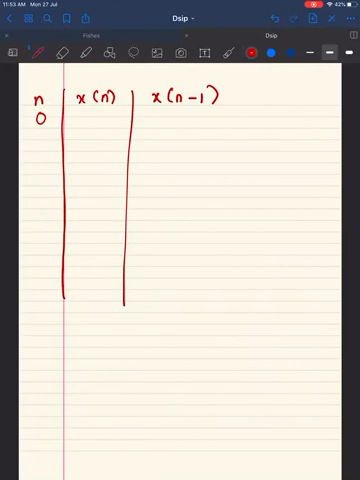 11:53 AM Mon 27 Jul 42%
Dsip
Fishee Dsip
n x(n) x(n-1)
0